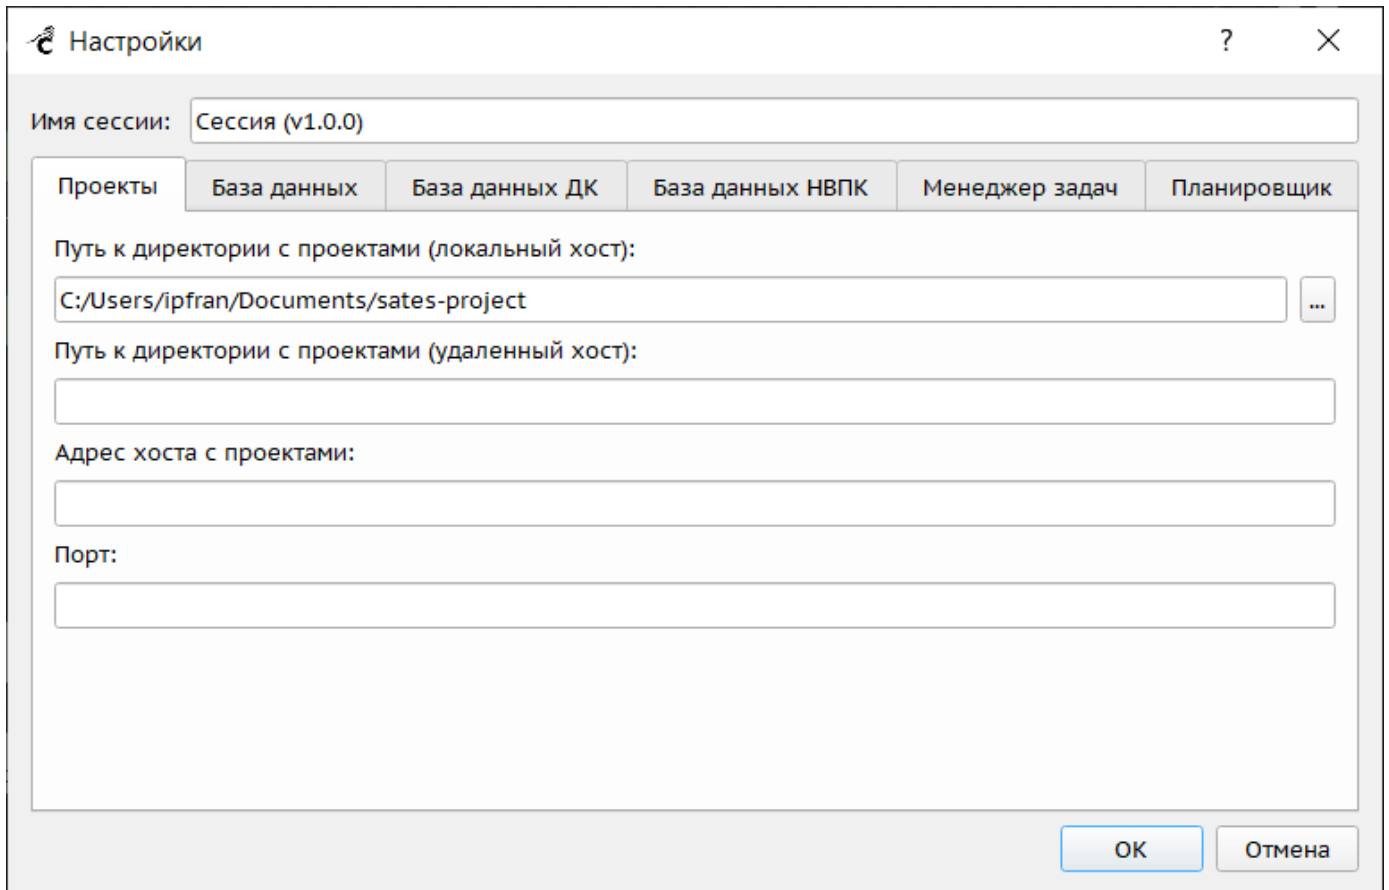 Настройки
?
Имя сессии: Сессия (v1.0.0)
Проекты База данных База данных ДК База данных НВПК Менеджер задач Планировщик
Путь к директории с проектами (локальный хост):
C:/Users/ipfran/Documents/sates-project ...
Путь к директории с проектами (удаленный хост):
Адрес хоста с проектами:
Порт:
ОК Отмена